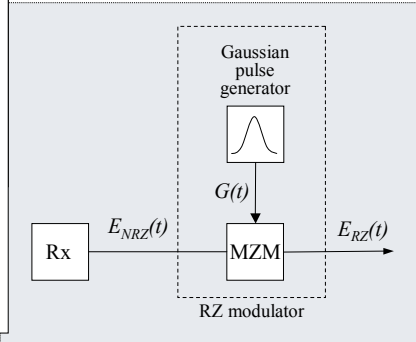 Gaussian
pulse
generator
G(t)
E_NRZ(t)
E_RZ(t)
Rx
MZM
RZ modulator